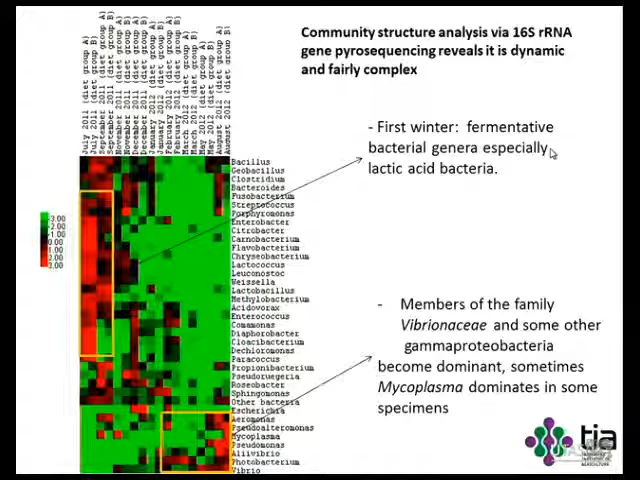 Community structure analysis via 16S rRNA
gene pyrosequencing reveals it is dynamic
and fairly complex
July 2011 (diet group A)
July 2011 (diet group B)
September 2011 (diet group A)
September 2011 (diet group B)
November 2011 (diet group A)
November 2011 (diet group B)
December 2011 (diet group A)
December 2011 (diet group B)
January 2012 (diet group A)
January 2012 (diet group B)
February 2012 (diet group A)
February 2012 (diet group B)
March 2012 (diet group A)
March 2012 (diet group B)
May 2012 (diet group A)
May 2012 (diet group B)
August 2012 (diet group A)
August 2012 (diet group B)
- First winter: fermentative
bacterial genera especially
lactic acid bacteria.
Bacillus
Geobacillus
Clostridium
Bacteroides
Fusobacterium
Streptococcus
Porphyromonas
Enterobacter
Citrobacter
Carnobacterium
Flavobacterium
Chryseobacterium
Lactococcus
Leuconostoc
Weissella
Lactobacillus
Methylobacterium
Acidovorax
Enterococcus
Comamonas
Diaphorobacter
Cloacibacterium
Dechloromonas
Paracoccus
Propionibacterium
Pseudoruegeria
Roseobacter
Sphingomonas
Other bacteria
Escherichia
Aeromonas
Pseudoalteromonas
Mycoplasma
Pseudomonas
Aliivibrio
Photobacterium
Vibrio
-3.00
-2.00
-1.00
0.00
1.00
2.00
3.00
- Members of the family
Vibrionaceae and some other
gammaproteobacteria
become dominant, sometimes
Mycoplasma dominates in some
specimens
tia